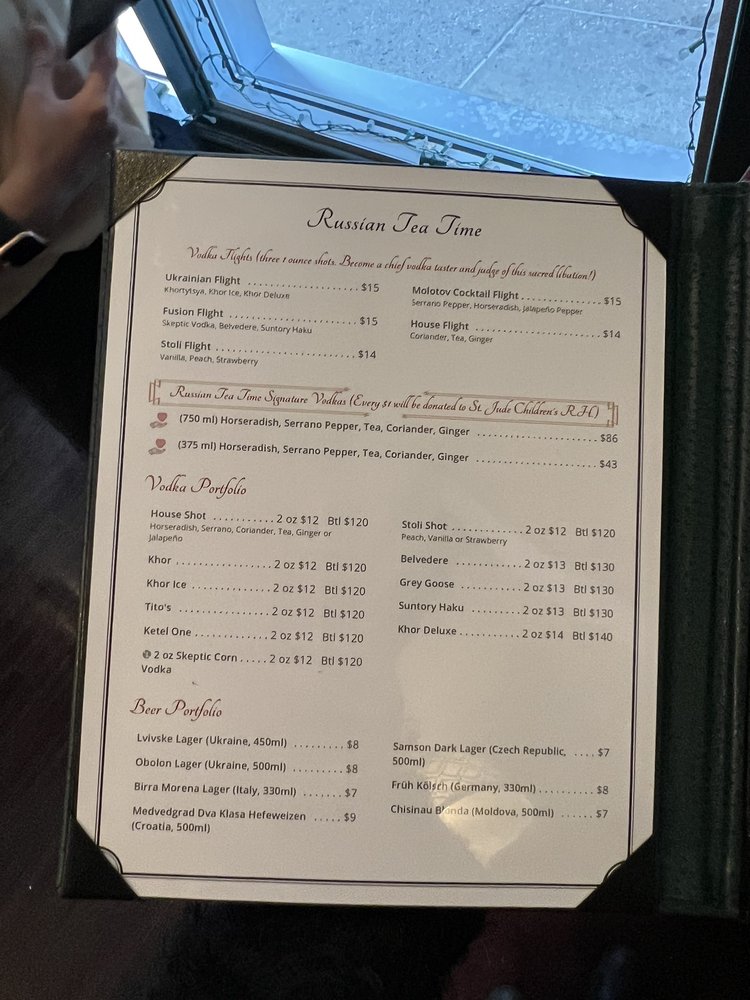 Russian Tea Time
Vodka Flights (three 1 ounce shots. Become a chief vodka taster and judge of this sacred libation!)
Ukrainian Flight ........................ $15
Khortytsya, Khor Ice, Khor Deluxe
Fusion Flight ........................ $15
Skeptic Vodka, Belvedere, Suntory Haku
Stoli Flight ........................ $14
Vanilla, Peach, Strawberry
Molotov Cocktail Flight ................ $15
Serrano Pepper, Horseradish, Jalapeño Pepper
House Flight ........................ $14
Coriander, Tea, Ginger
Russian Tea Time Signature Vodkas (Every $1 will be donated to St. Jude Children's R.H.)
(750 ml) Horseradish, Serrano Pepper, Tea, Coriander, Ginger ........................ $86
(375 ml) Horseradish, Serrano Pepper, Tea, Coriander, Ginger ........................ $43
Vodka Portfolio
House Shot ........... 2 oz $12 Btl $120
Horseradish, Serrano, Coriander, Tea, Ginger or
Jalapeño
Khor ................. 2 oz $12 Btl $120
Khor Ice ............. 2 oz $12 Btl $120
Tito's ............... 2 oz $12 Btl $120
Ketel One ............ 2 oz $12 Btl $120
2 oz Skeptic Corn ..... 2 oz $12 Btl $120
Vodka
Stoli Shot ............ 2 oz $12 Btl $120
Peach, Vanilla or Strawberry
Belvedere ............ 2 oz $13 Btl $130
Grey Goose ........... 2 oz $13 Btl $130
Suntory Haku ......... 2 oz $13 Btl $130
Khor Deluxe .......... 2 oz $14 Btl $140
Beer Portfolio
Lvivske Lager (Ukraine, 450ml) ......... $8
Obolon Lager (Ukraine, 500ml) ......... $8
Birra Morena Lager (Italy, 330ml) ....... $7
Medvedgrad Dva Klasa Hefeweizen ..... $9
(Croatia, 500ml)
Samson Dark Lager (Czech Republic, .... $7
500ml)
Früh Kölsch (Germany, 330ml) .......... $8
Chisinau Blonda (Moldova, 500ml) ...... $7